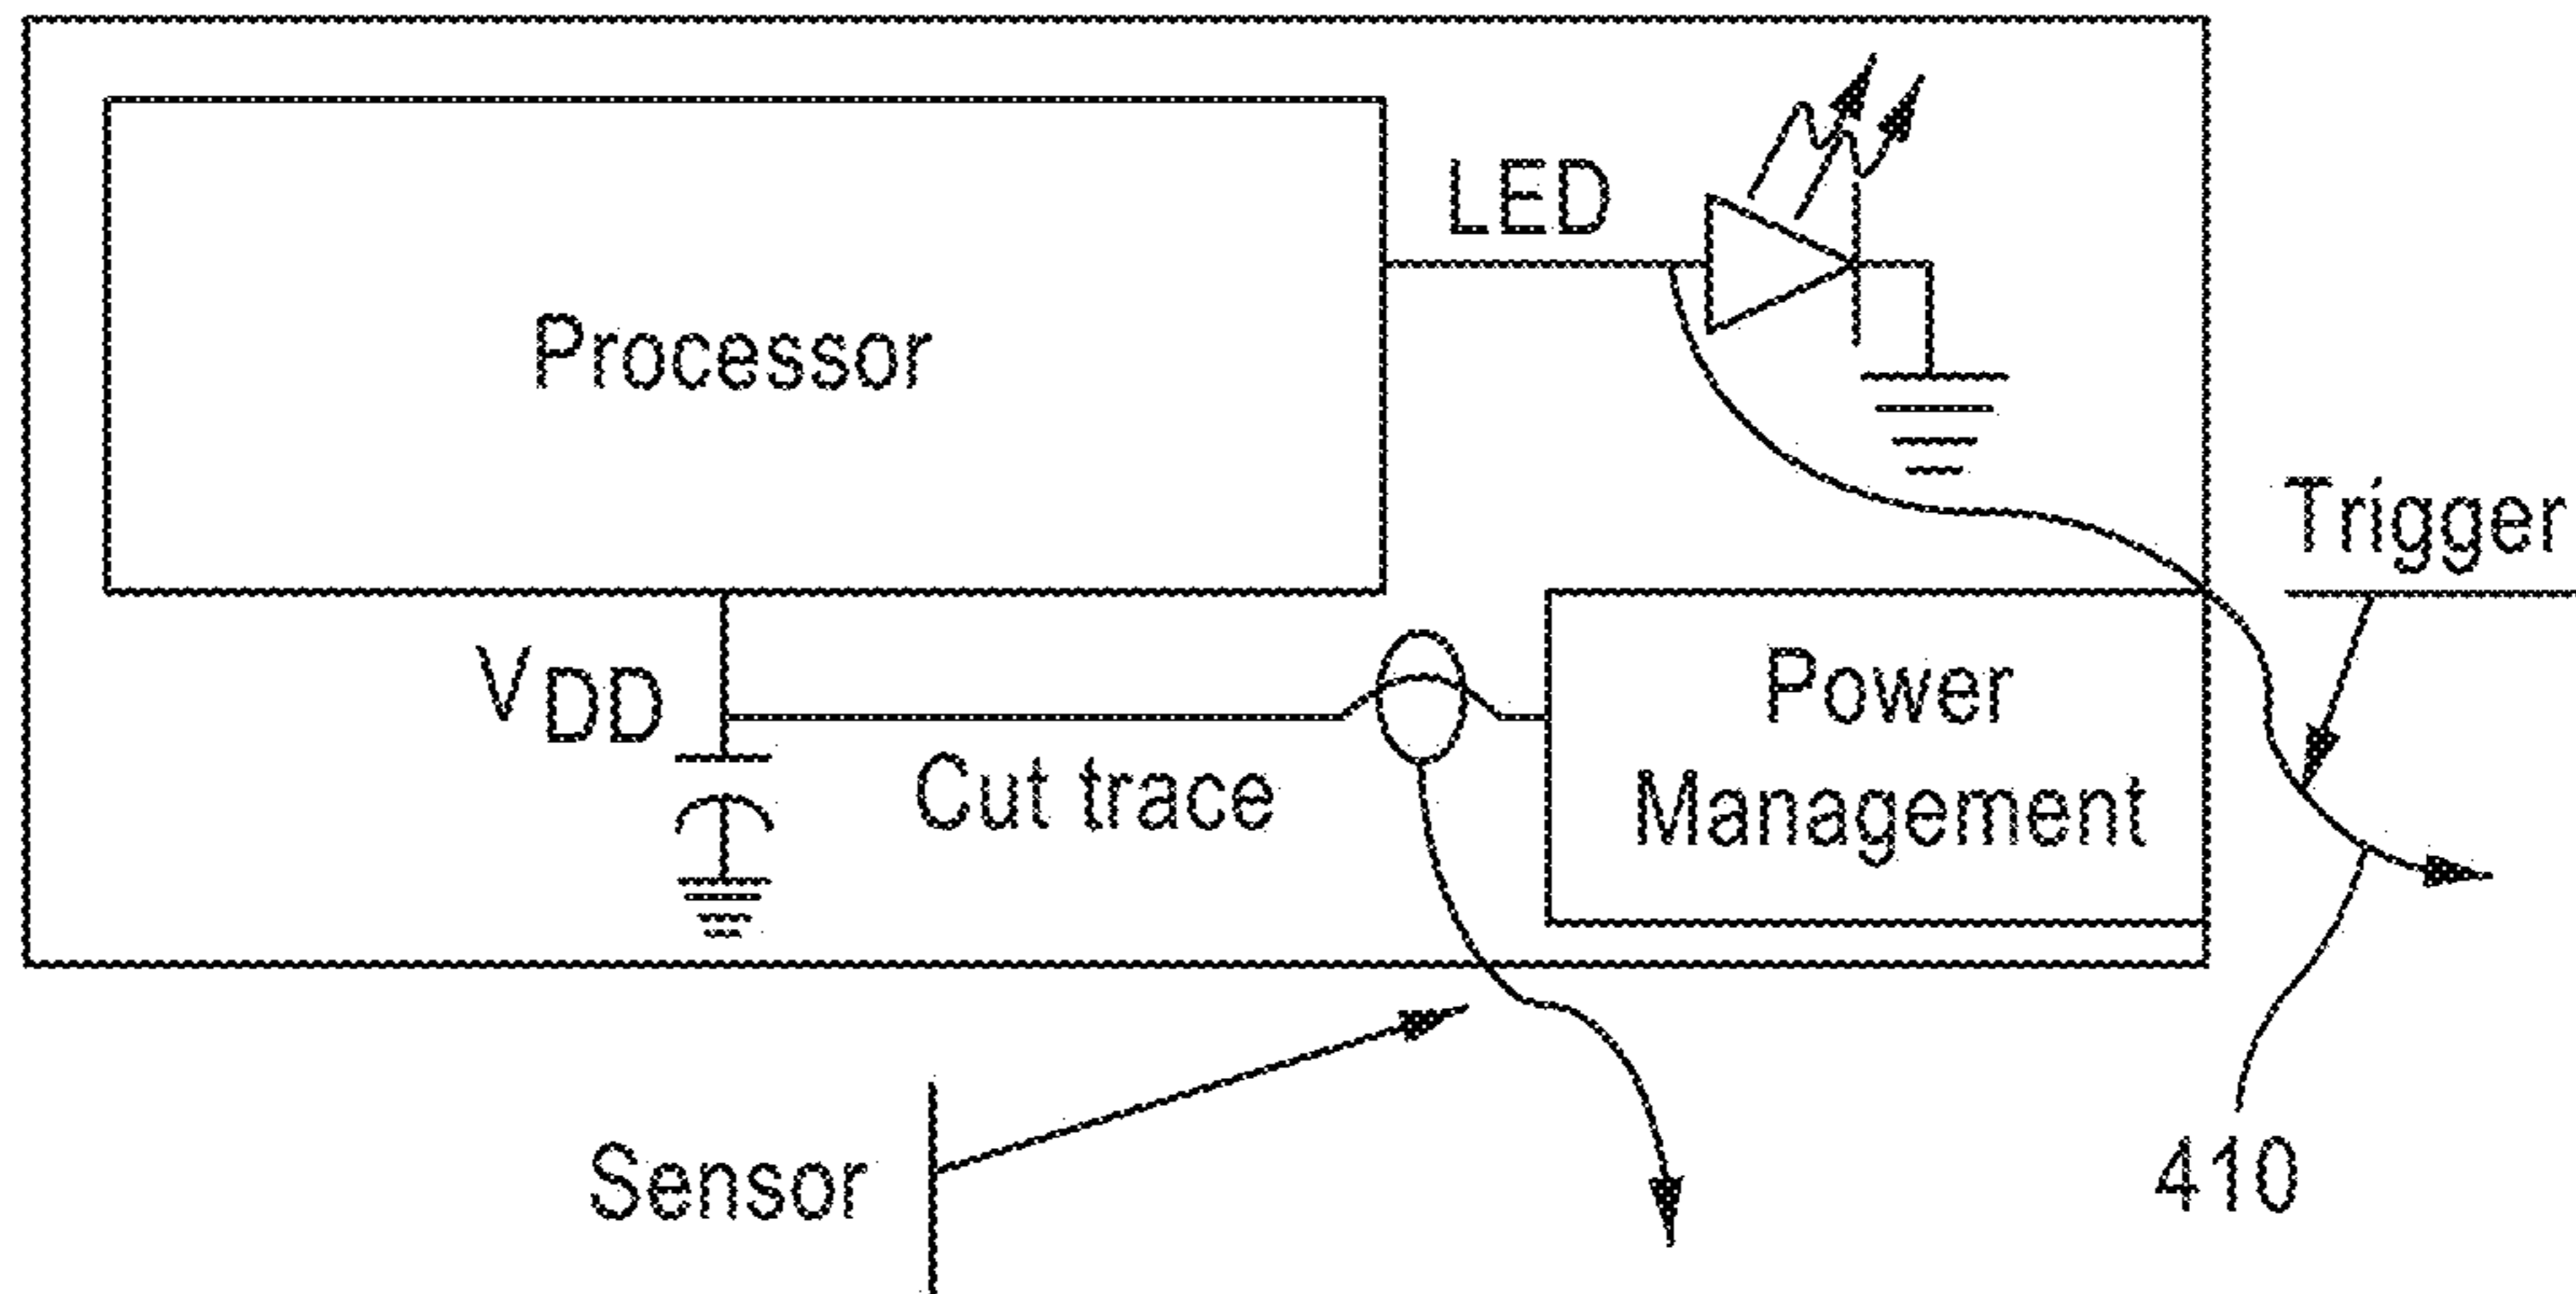 LED
Processor
Trigger
VDD
Power
Management
Cut trace
Sensor
410